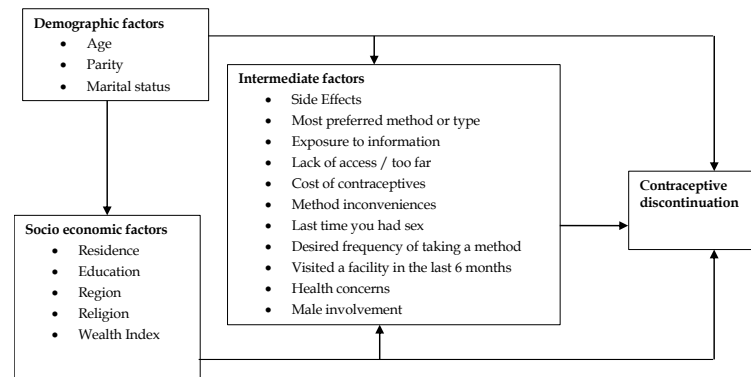 Demographic factors
• Age
• Parity
• Marital status
Intermediate factors
• Side Effects
• Most preferred method or type
• Exposure to information
• Lack of access / too far
• Cost of contraceptives
• Method inconveniences
• Last time you had sex
• Desired frequency of taking a method
• Visited a facility in the last 6 months
• Health concerns
• Male involvement
Contraceptive
discontinuation
Socio economic factors
• Residence
• Education
• Region
• Religion
• Wealth Index